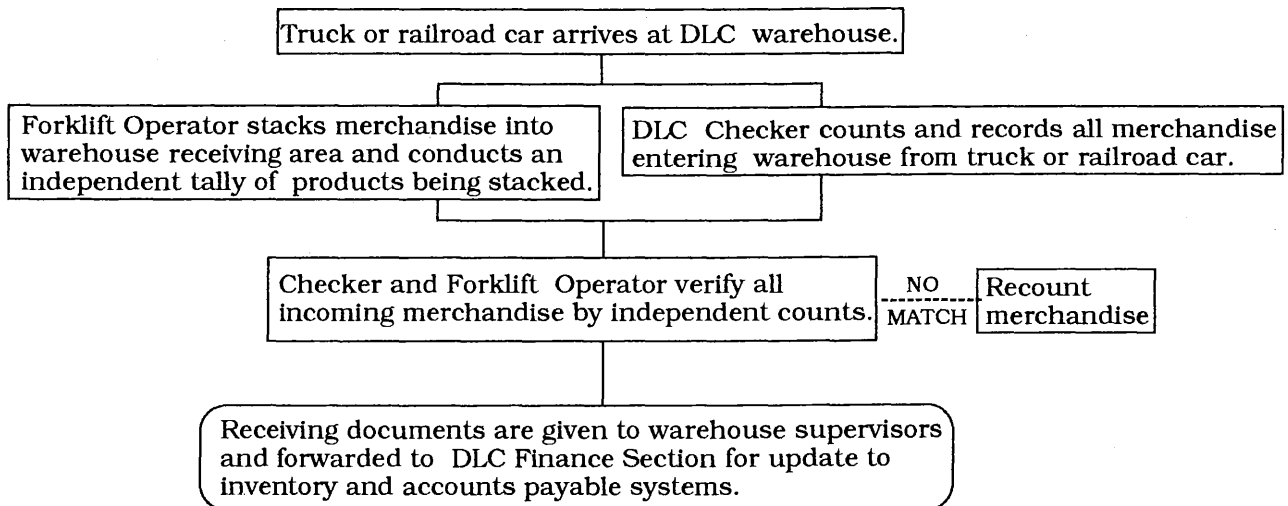 Truck or railroad car arrives at DLC warehouse.
Forklift Operator stacks merchandise into
warehouse receiving area and conducts an
independent tally of products being stacked.
DLC Checker counts and records all merchandise
entering warehouse from truck or railroad car.
Checker and Forklift Operator verify all
incoming merchandise by independent counts.
NO
MATCH
Recount
merchandise
Receiving documents are given to warehouse supervisors
and forwarded to DLC Finance Section for update to
inventory and accounts payable systems.